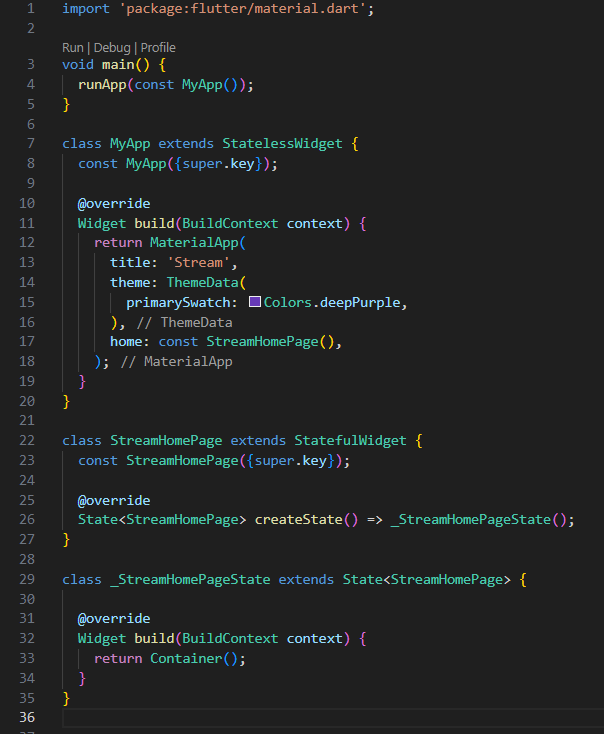 1 import 'package:flutter/material.dart';
2
Run | Debug | Profile
3 void main() {
4   runApp(const MyApp());
5 }
6
7 class MyApp extends StatelessWidget {
8   const MyApp({super.key});
9
10   @override
11   Widget build(BuildContext context) {
12     return MaterialApp(
13       title: 'Stream',
14       theme: ThemeData(
15         primarySwatch: Colors.deepPurple,
16       ), // ThemeData
17       home: const StreamHomePage(),
18     ); // MaterialApp
19   }
20 }
21
22 class StreamHomePage extends StatefulWidget {
23   const StreamHomePage({super.key});
24
25   @override
26   State<StreamHomePage> createState() => _StreamHomePageState();
27 }
28
29 class _StreamHomePageState extends State<StreamHomePage> {
30
31   @override
32   Widget build(BuildContext context) {
33     return Container();
34   }
35 }
36